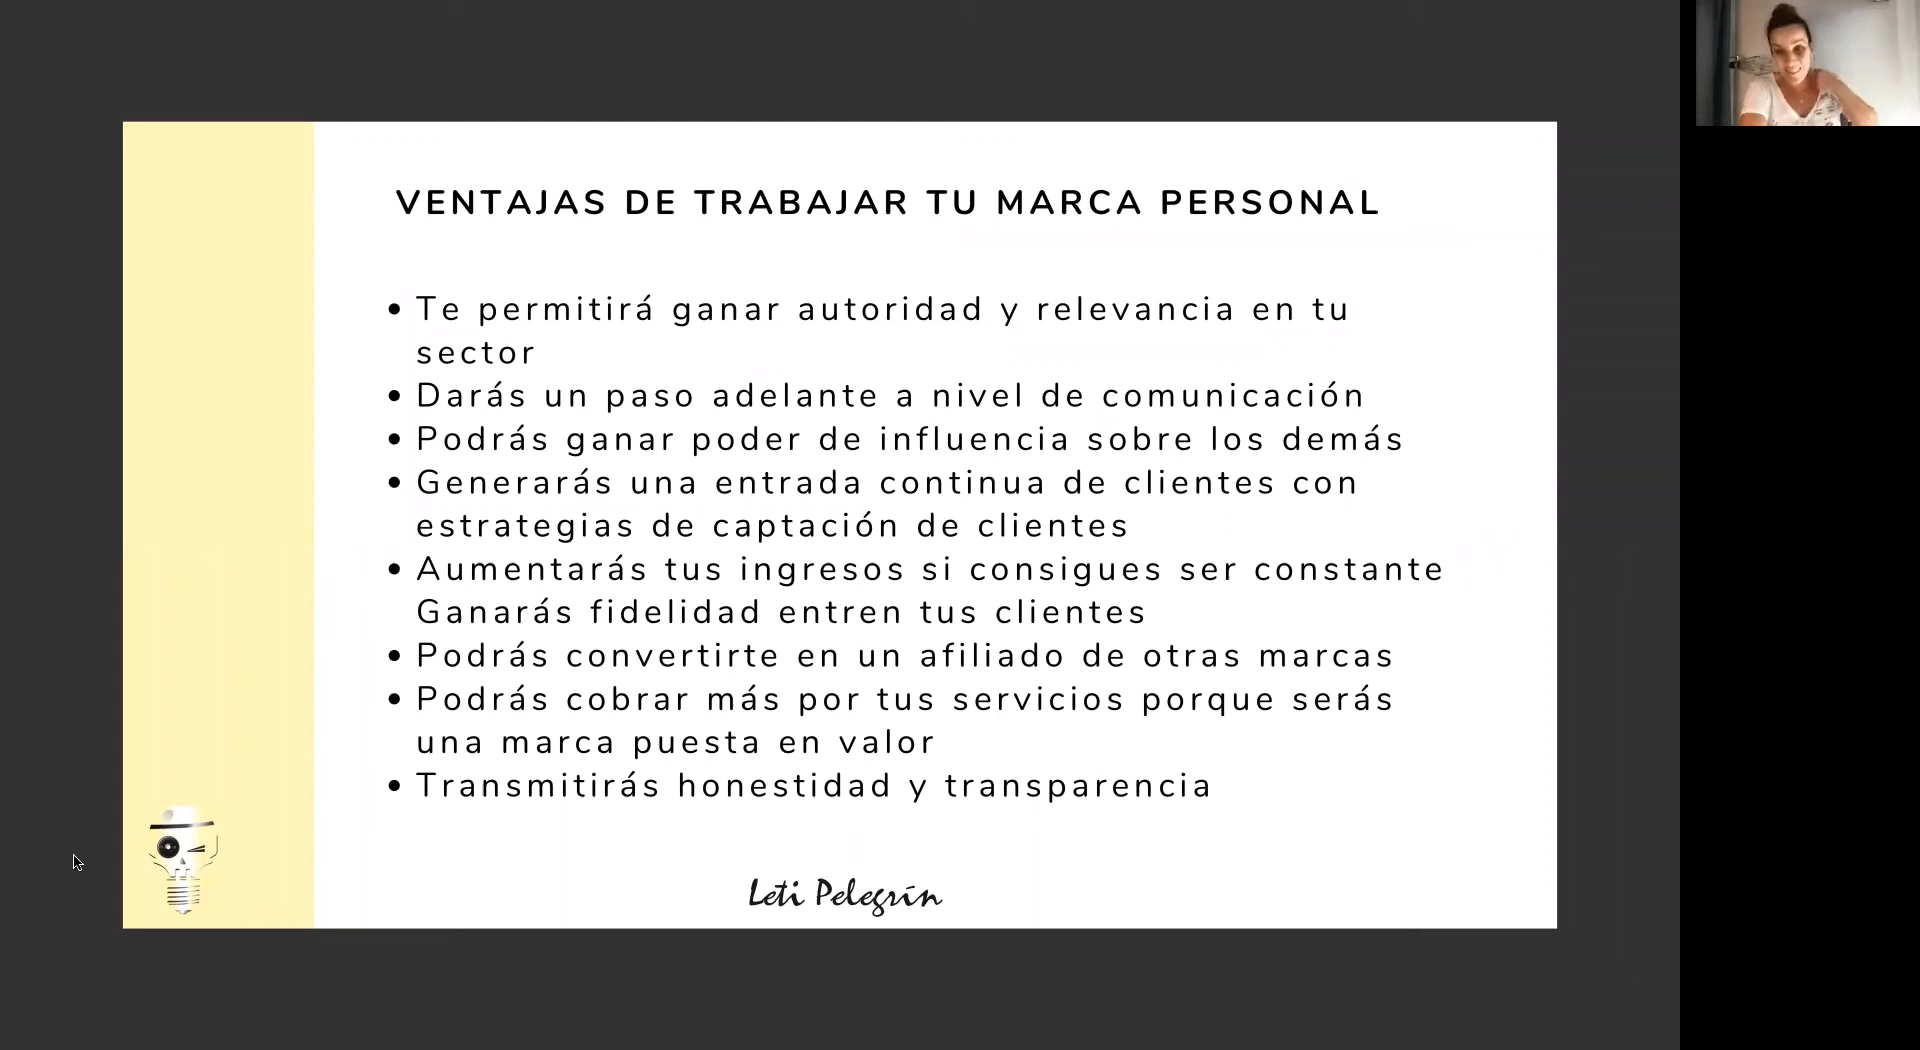 VENTAJAS DE TRABAJAR TU MARCA PERSONAL
• Te permitirá ganar autoridad y relevancia en tu
sector
• Darás un paso adelante a nivel de comunicación
• Podrás ganar poder de influencia sobre los demás
• Generarás una entrada continua de clientes con
estrategias de captación de clientes
• Aumentarás tus ingresos si consigues ser constante
Ganarás fidelidad entren tus clientes
• Podrás convertirte en un afiliado de otras marcas
• Podrás cobrar más por tus servicios porque serás
una marca puesta en valor
• Transmitirás honestidad y transparencia
Leti Pelegrín